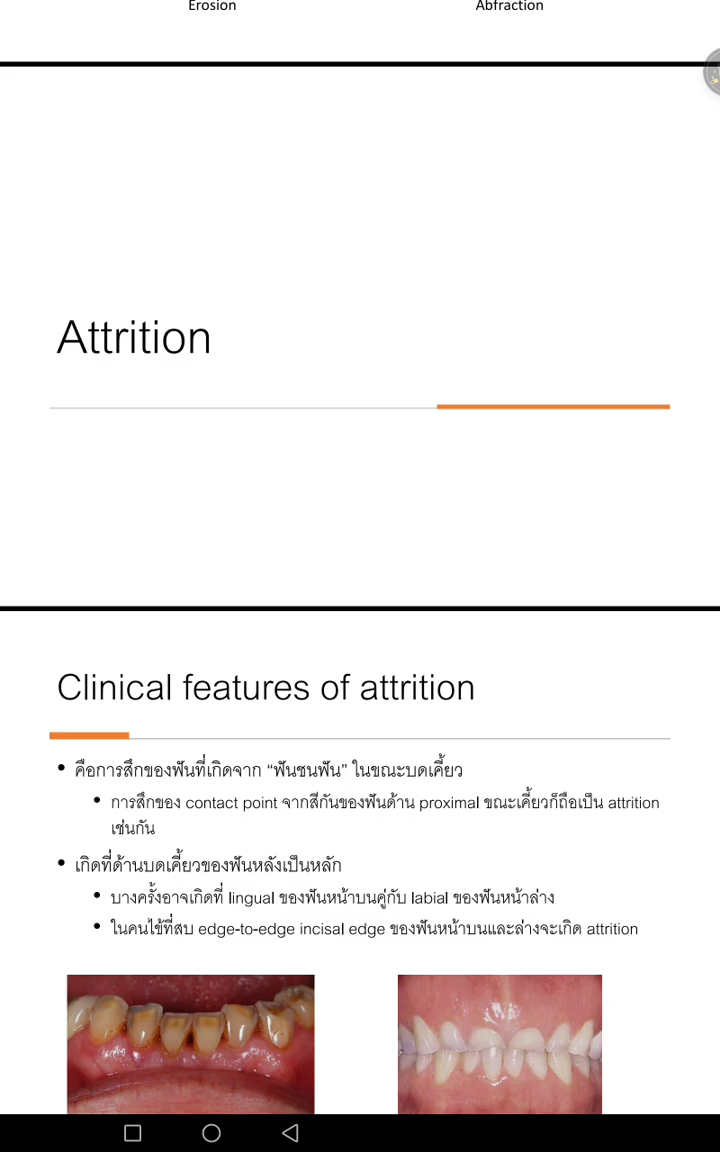 Erosion Abfraction
Attrition
Clinical features of attrition
• คือการสึกของฟันที่เกิดจาก “ฟันชนฟัน” ในขณะบดเคี้ยว
• การสึกของ contact point จากสีกันของฟันด้าน proximal ขณะเคี้ยวก็ถือเป็น attrition
เช่นกัน
• เกิดที่ด้านบดเคี้ยวของฟันหลังเป็นหลัก
• บางครั้งอาจเกิดที่ lingual ของฟันหน้าบนคู่กับ labial ของฟันหน้าล่าง
• ในคนไข้ที่สบ edge-to-edge incisal edge ของฟันหน้าบนและล่างจะเกิด attrition